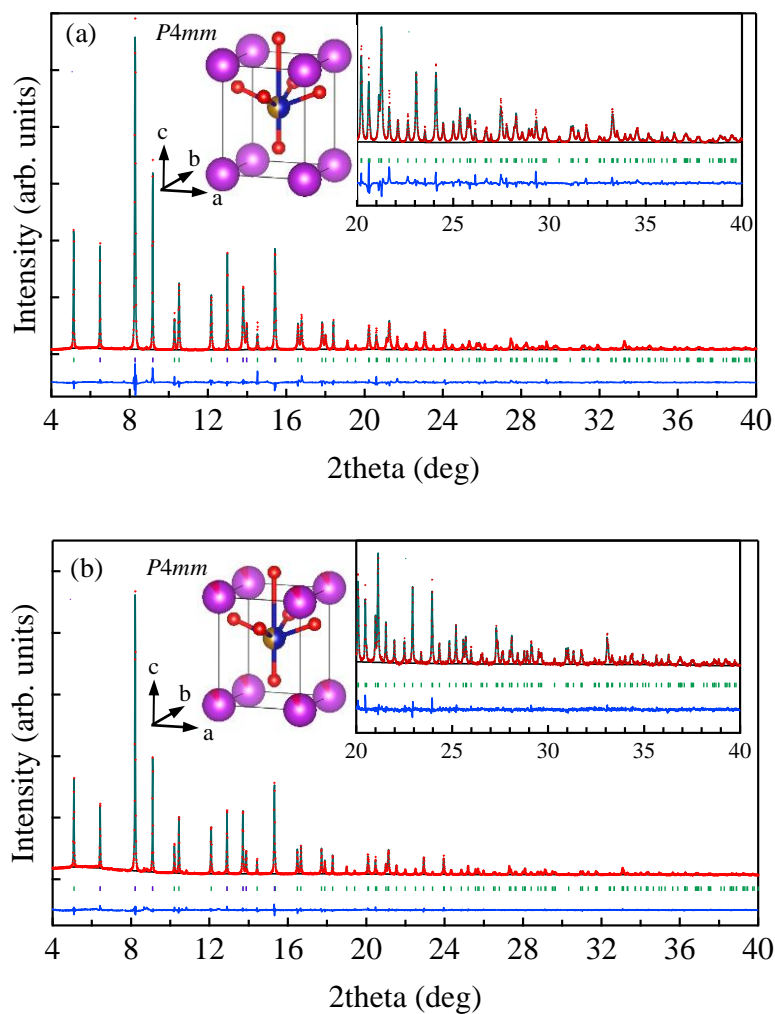 (a)
P4mm
c
b
a
20 25 30 35 40
Intensity (arb. units)
4 8 12 16 20 24 28 32 36 40
2theta (deg)
(b)
P4mm
c
b
a
20 25 30 35 40
Intensity (arb. units)
4 8 12 16 20 24 28 32 36 40
2theta (deg)